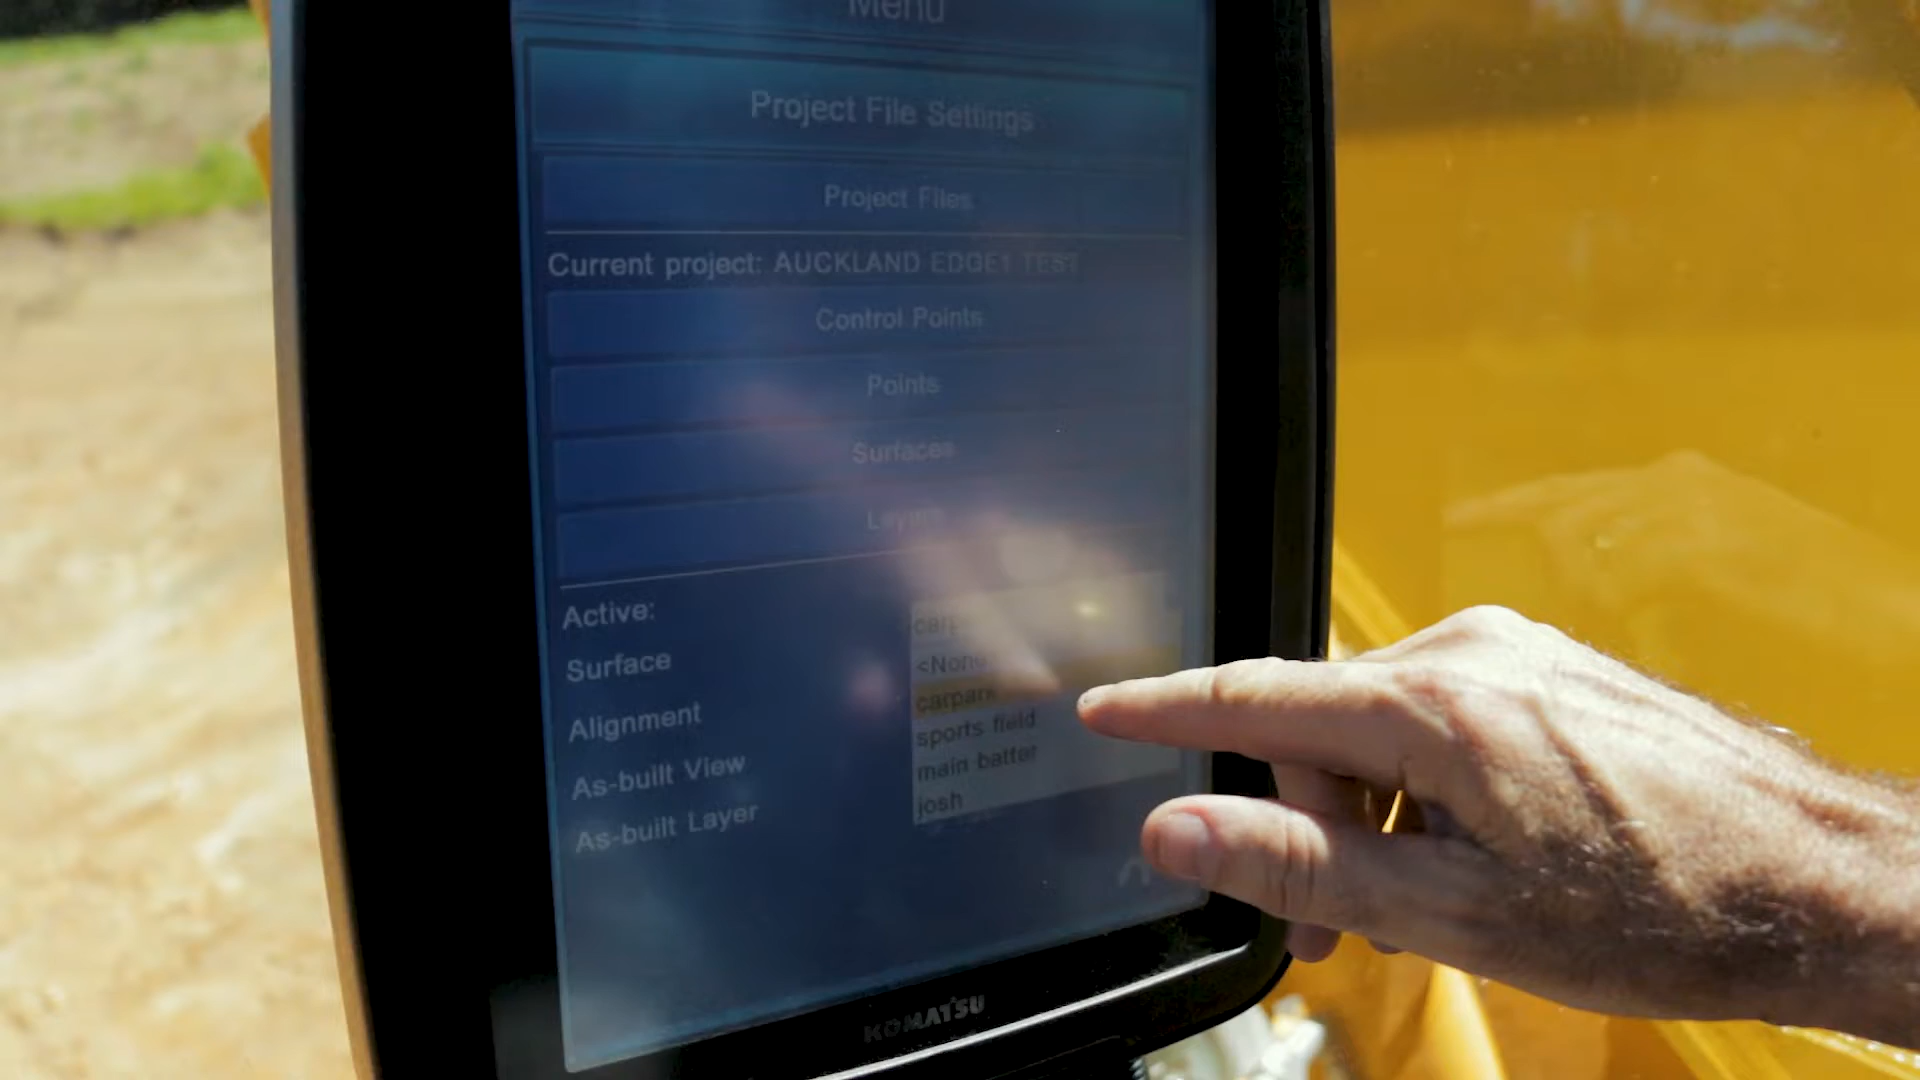 Menu
Project File Settings
Project Files
Current project: AUCKLAND EDGE1 TEST
Control Points
Points
Surfaces
Layers
Active:
Surface
Alignment
As-built View
As-built Layer
<None
carpark
sports field
main batter
josh
KOMATSU